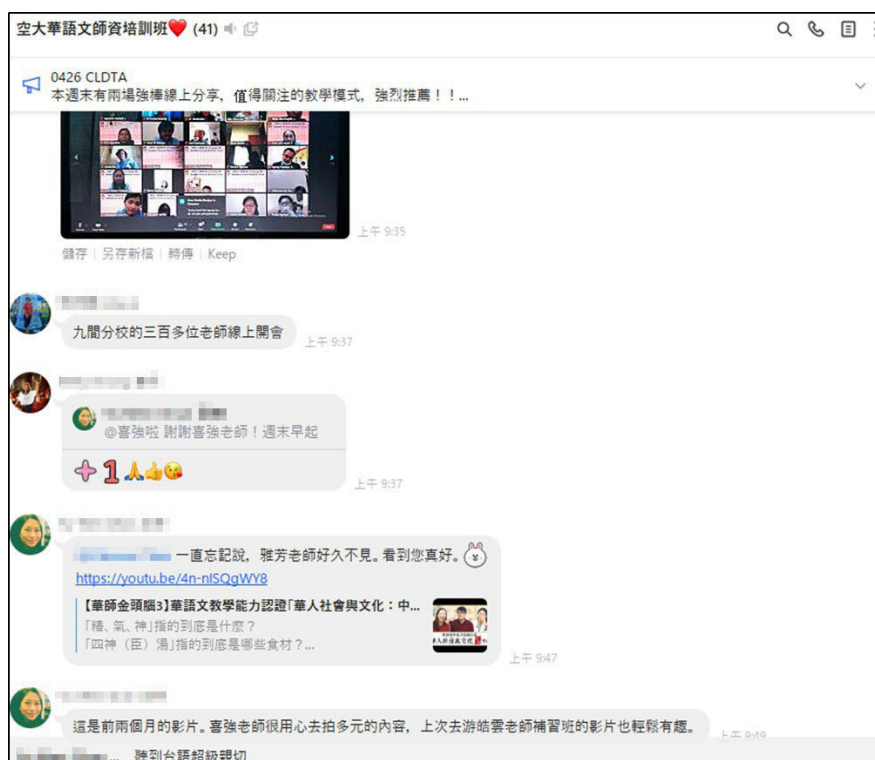 空大華語文師資培訓班❤️ (41)
0426 CLDTA
本週末有兩場強棒線上分享，值得關注的教學模式，強烈推薦！！...
上午 9:35
儲存 | 另存新檔 | 轉傳 | Keep
九間分校的三百多位老師線上開會
上午 9:37
@喜強啦 謝謝喜強老師！週末早起
➕1🙏👍😘
上午 9:37
一直忘記說，雅芳老師好久不見。看到您真好。
https://youtu.be/4n-nISQgWY8
【華師金頭腦3】華語文教學能力認證「華人社會與文化：中...
「精、氣、神」指的到底是什麼？
「四神（臣）湯」指的到底是哪些食材？...
上午 9:47
這是前兩個月的影片。喜強老師很用心去拍多元的內容，上次去游皓雲老師補習班的影片也輕鬆有趣。
上午 9:49
... 聽到台語超級親切